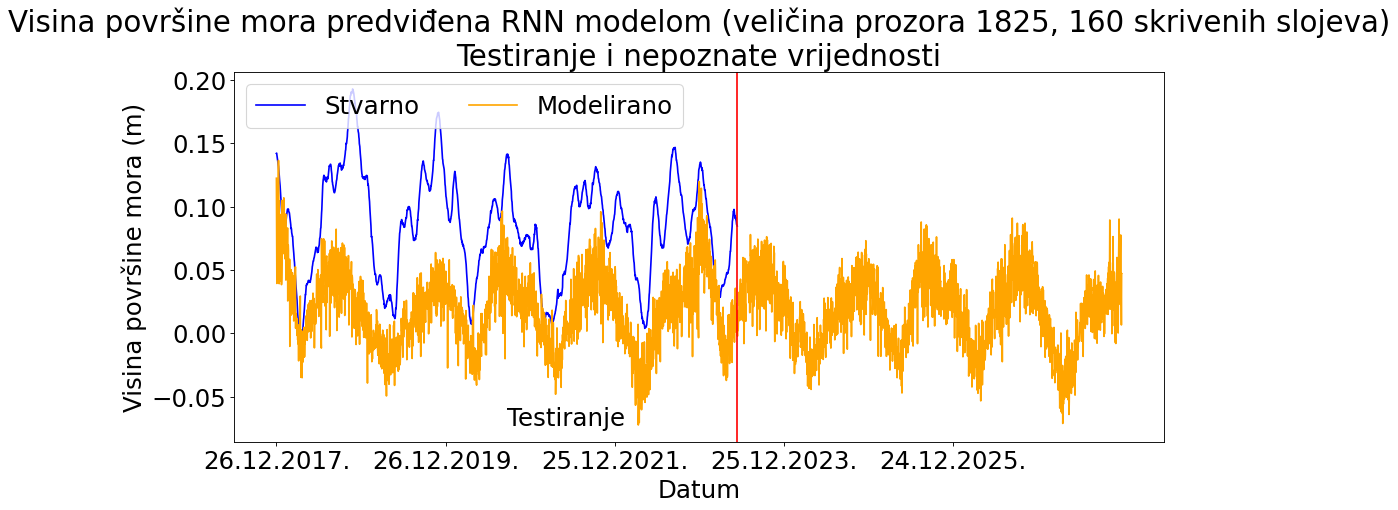 Visina površine mora predviđena RNN modelom (veličina prozora 1825, 160 skrivenih slojeva)
Testiranje i nepoznate vrijednosti
Stvarno
Modelirano
Visina površine mora (m)
0.20
0.15
0.10
0.05
0.00
−0.05
Testiranje
26.12.2017.
26.12.2019.
25.12.2021.
25.12.2023.
24.12.2025.
Datum